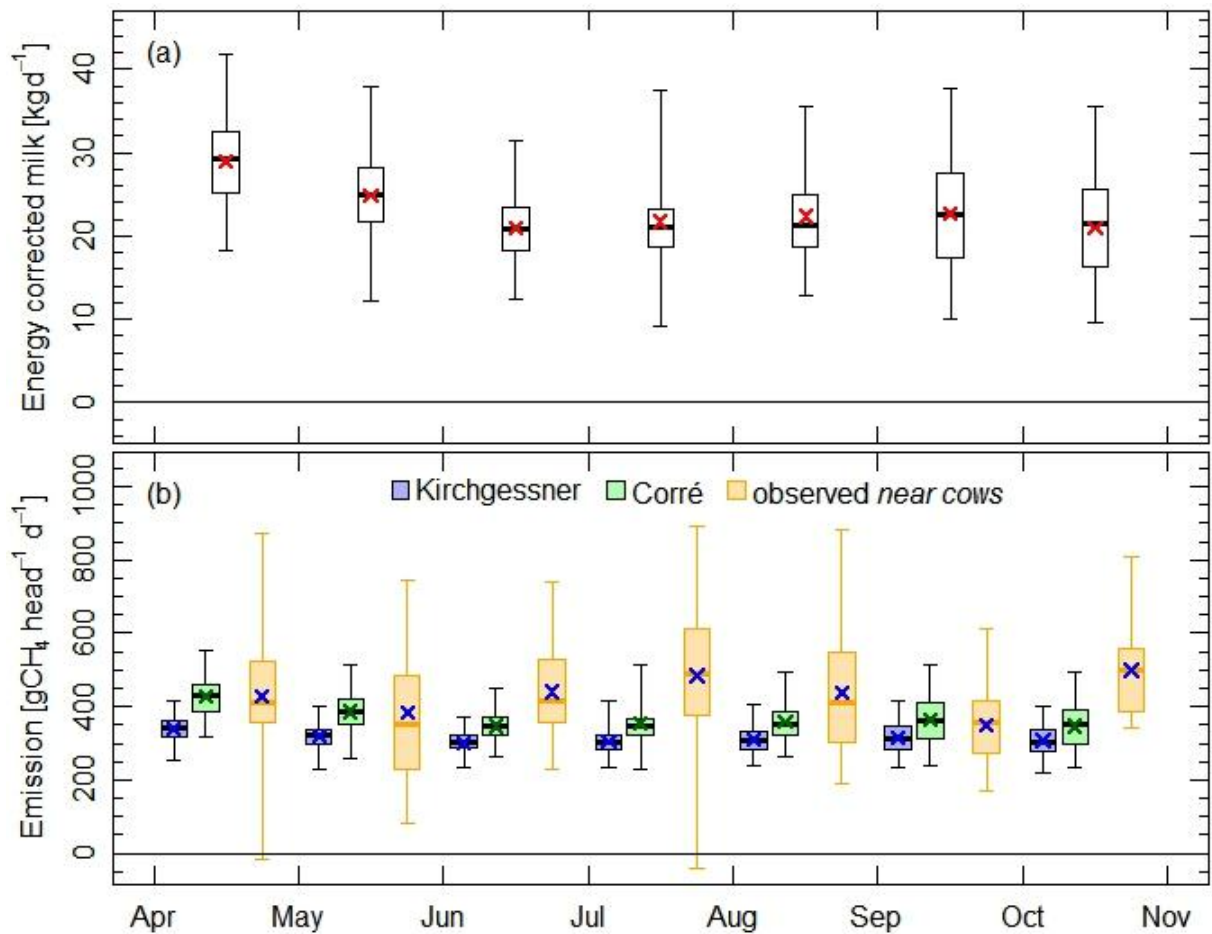 (a)
Energy corrected milk [kgd⁻¹]
40
30
20
10
0
(b)
Kirchgessner Corré observed near cows
Emission [gCH₄ head⁻¹ d⁻¹]
1000
800
600
400
200
0
Apr May Jun Jul Aug Sep Oct Nov